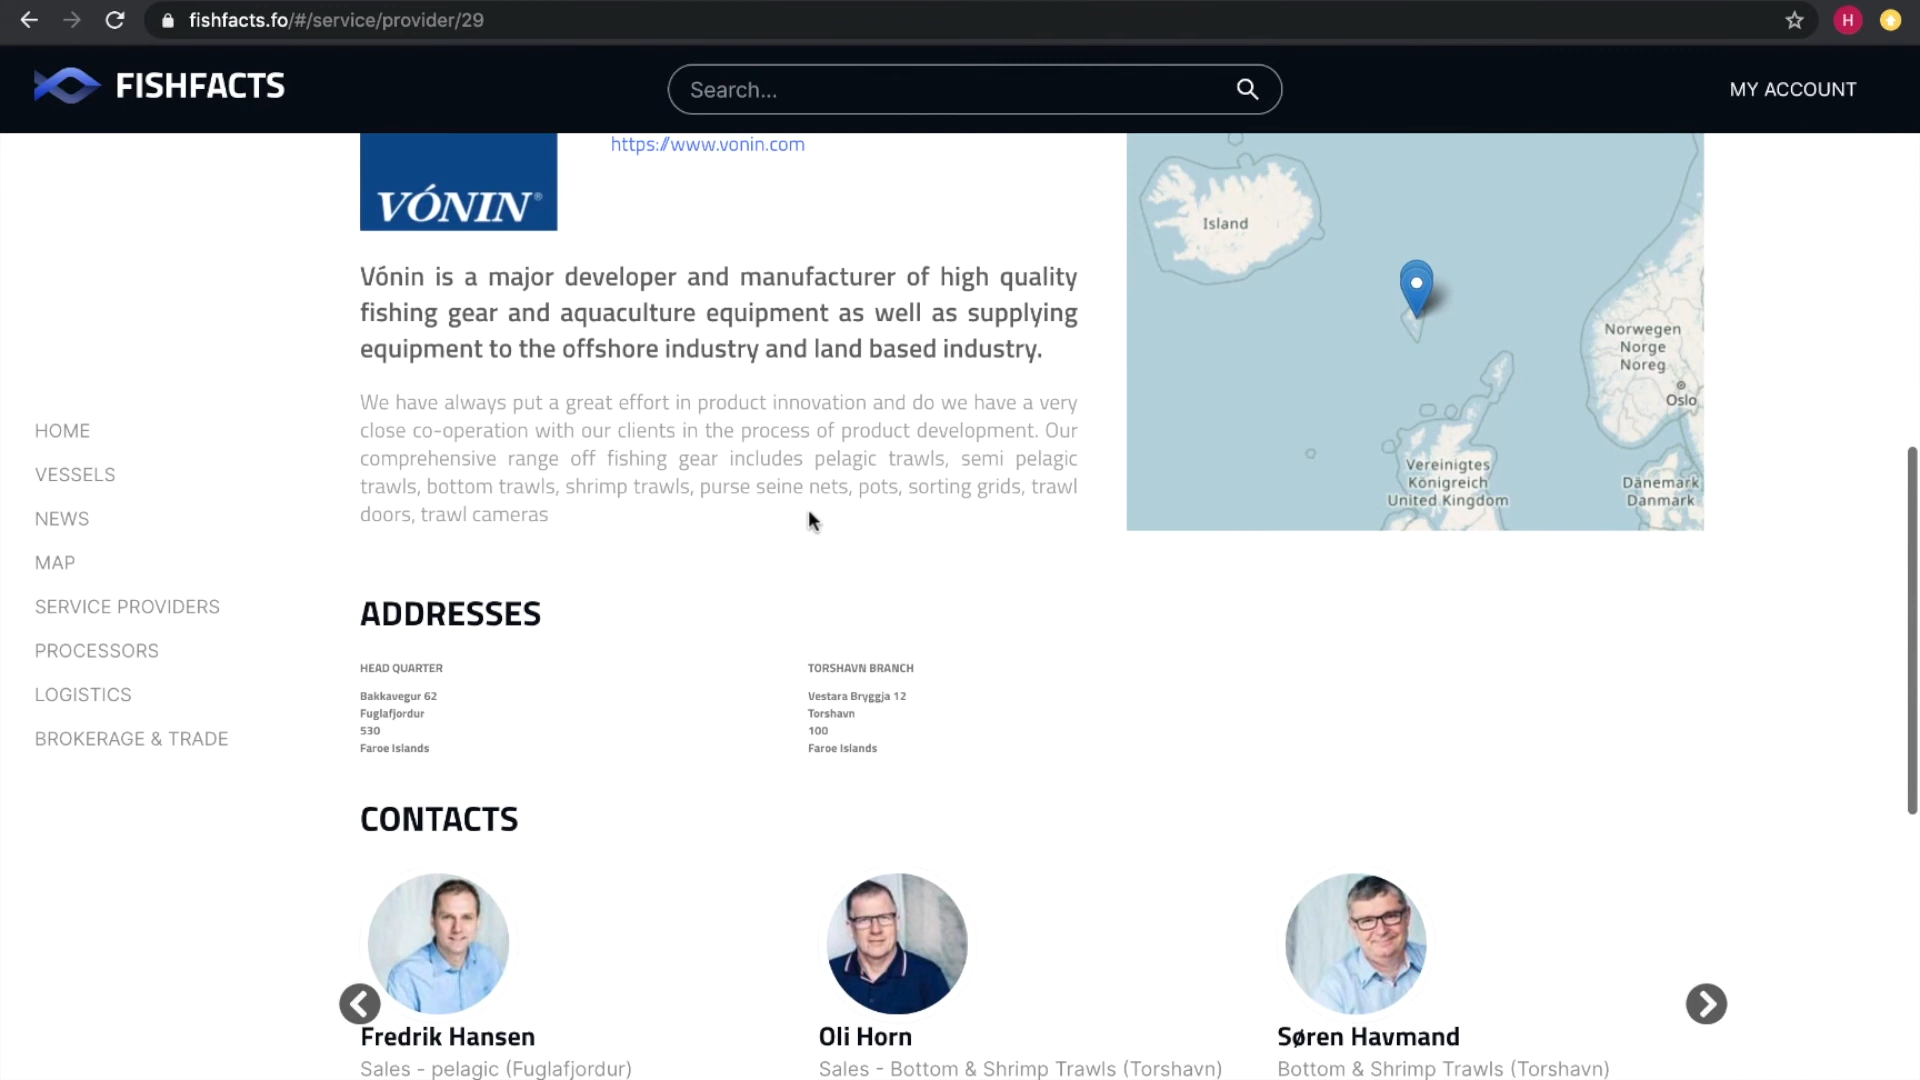 fishfacts.fo/#/service/provider/29
H
FISHFACTS
Search...
MY ACCOUNT
https://www.vonin.com
VÓNIN®
Vónin is a major developer and manufacturer of high quality
fishing gear and aquaculture equipment as well as supplying
equipment to the offshore industry and land based industry.
We have always put a great effort in product innovation and do we have a very
close co-operation with our clients in the process of product development. Our
comprehensive range off fishing gear includes pelagic trawls, semi pelagic
trawls, bottom trawls, shrimp trawls, purse seine nets, pots, sorting grids, trawl
doors, trawl cameras
Island
Norwegen
Norge
Noreg
Oslo
Vereinigtes
Königreich
United Kingdom
Dänemark
Danmark
HOME
VESSELS
NEWS
MAP
SERVICE PROVIDERS
PROCESSORS
LOGISTICS
BROKERAGE & TRADE
ADDRESSES
HEAD QUARTER
Bakkavegur 62
Fuglafjordur
530
Faroe Islands
TORSHAVN BRANCH
Vestara Bryggja 12
Torshavn
100
Faroe Islands
CONTACTS
Fredrik Hansen
Sales - pelagic (Fuglafjordur)
Oli Horn
Sales - Bottom & Shrimp Trawls (Torshavn)
Søren Havmand
Bottom & Shrimp Trawls (Torshavn)